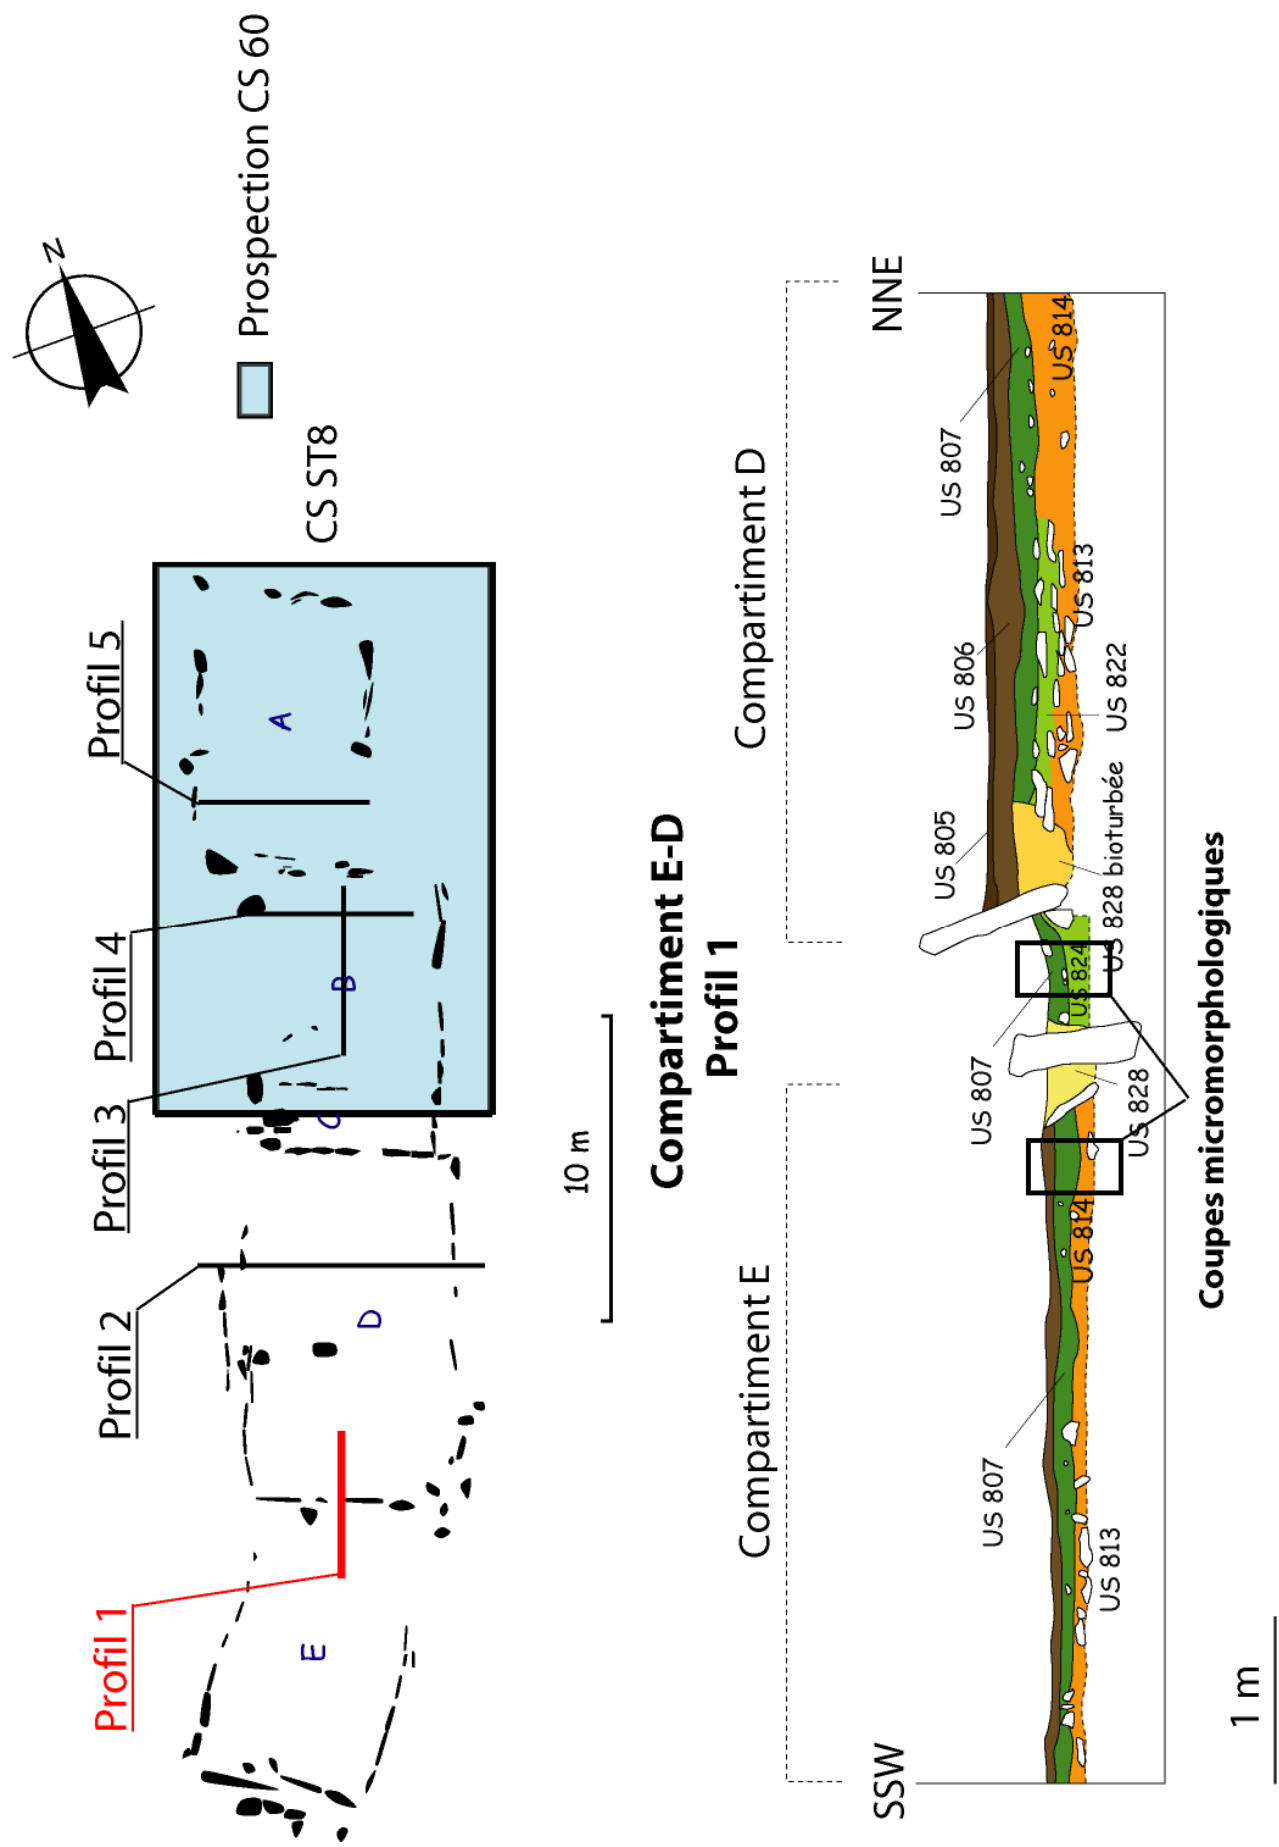 N
Prospection CS 60
CS ST8
Profil 1
Profil 2
Profil 3
Profil 4
Profil 5
E
D
C
B
A
10 m
Compartiment E-D
Profil 1
Compartiment E
Compartiment D
SSW
NNE
US 807
US 807
US 805
US 806
US 807
US 813
US 814
US 828
US 824
US 828 bioturbée
US 822
US 813
US 814
Coupes micromorphologiques
1 m